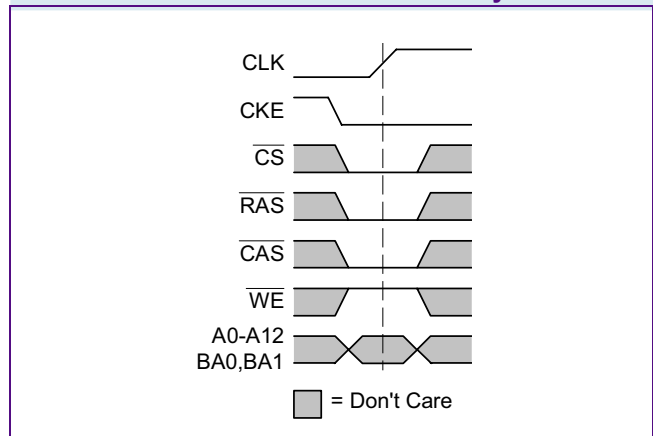 CLK
CKE
CS
RAS
CAS
WE
A0-A12
BA0,BA1
= Don't Care